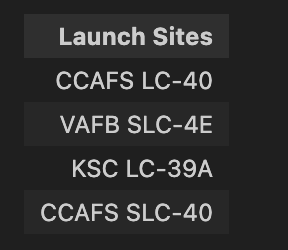 Launch Sites
CCAFS LC-40
VAFB SLC-4E
KSC LC-39A
CCAFS SLC-40